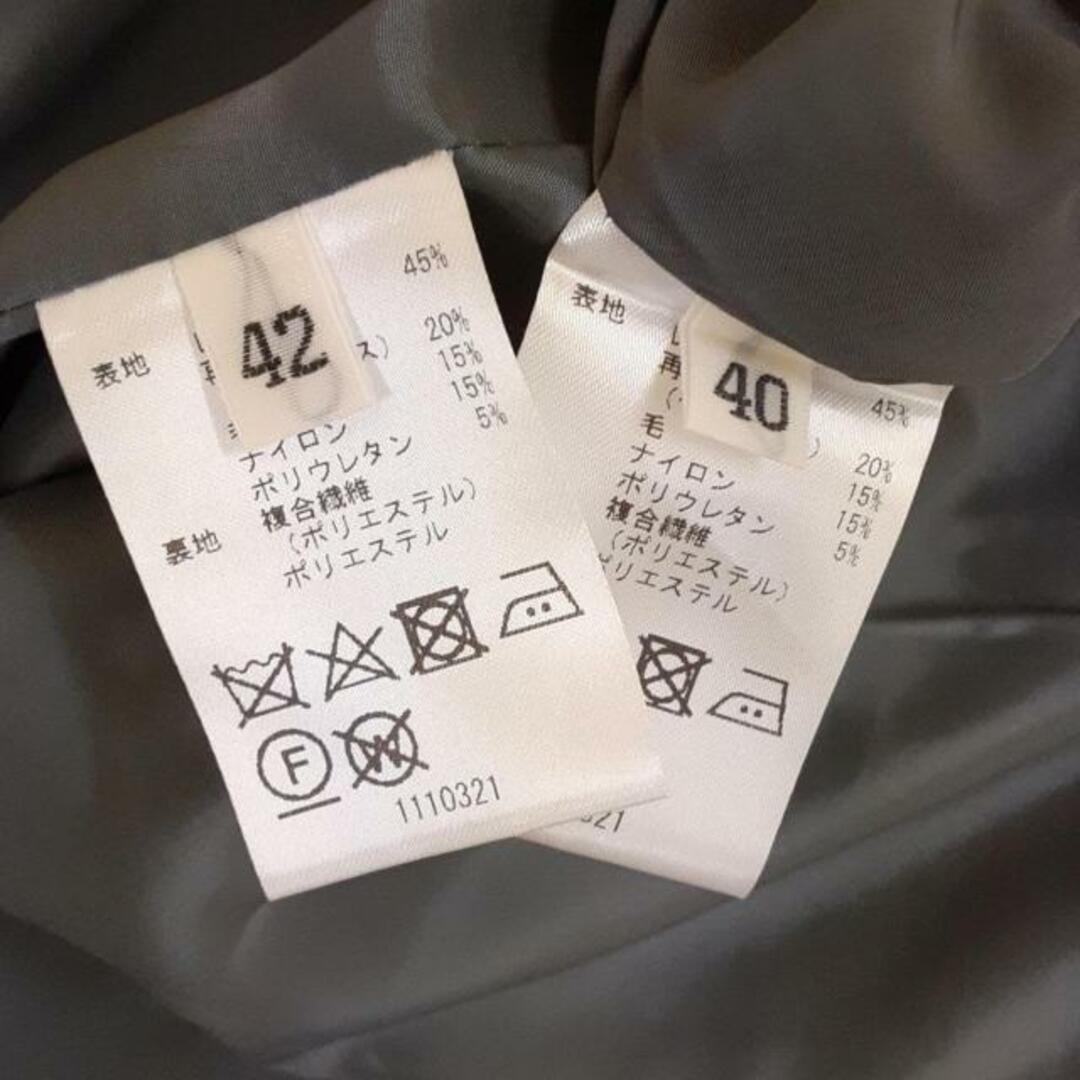 45%
42
表地
ス) 20%
15%
15%
ナイロン 5%
ポリウレタン
複合繊維
裏地 (ポリエステル)
ポリエステル
F
W
1110321
表地
再
40
45%
毛
ナイロン 20%
ポリウレタン 15%
複合繊維 15%
(ポリエステル) 5%
リエステル
321